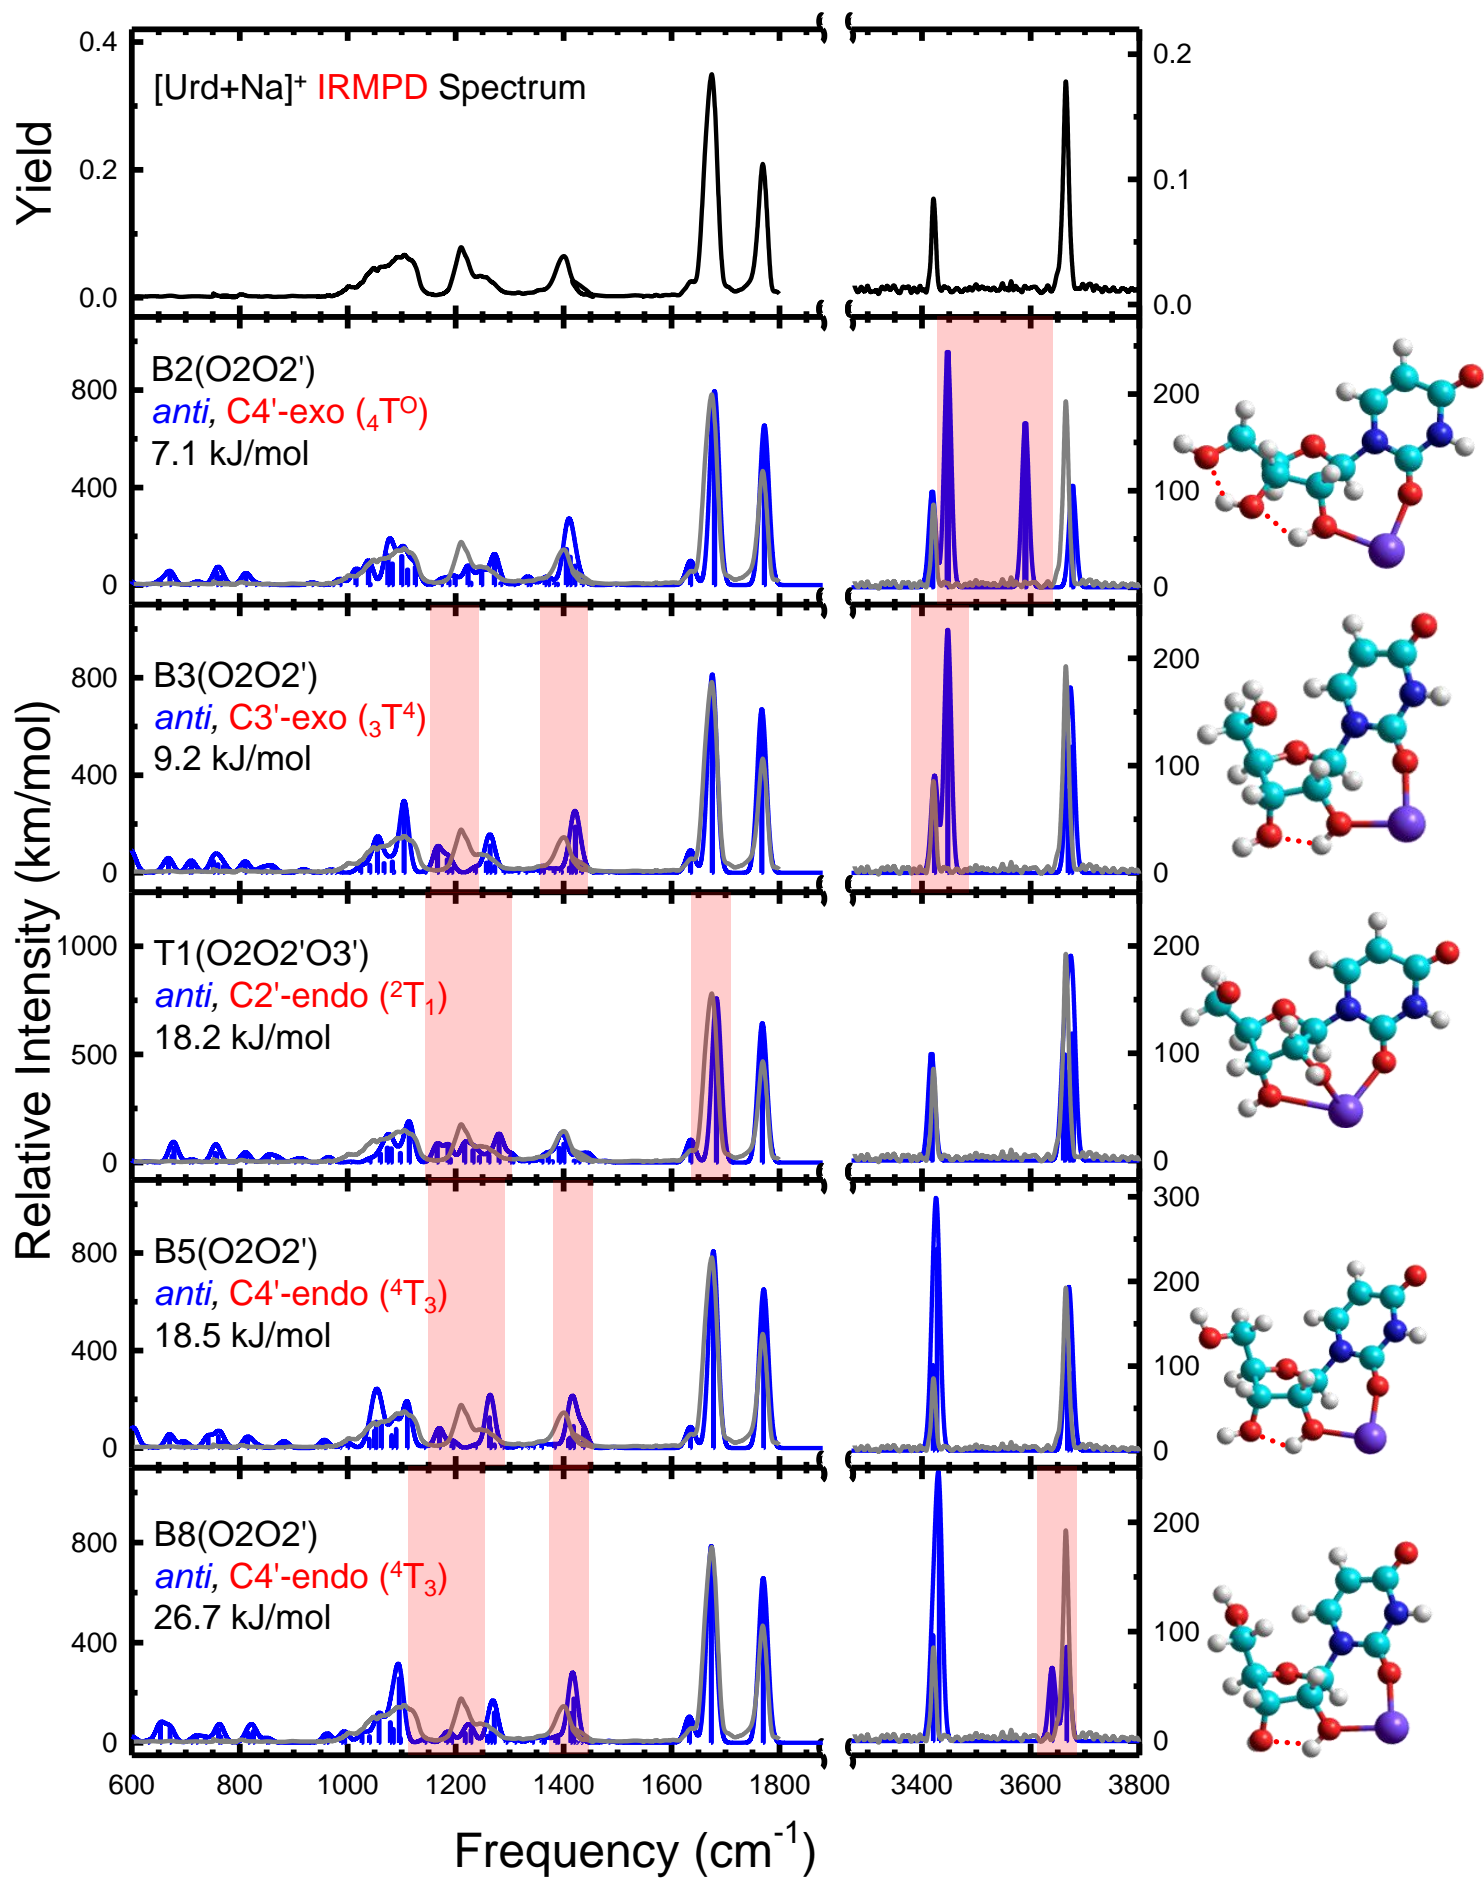 0.4
0.2
0.0
Yield
[Urd+Na]⁺ IRMPD Spectrum
0.2
0.1
0.0
800
400
0
B2(O2O2')
anti, C4'-exo (₄Tᴼ)
7.1 kJ/mol
200
100
0
800
400
0
B3(O2O2')
anti, C3'-exo (₃T⁴)
9.2 kJ/mol
200
100
0
Relative Intensity (km/mol)
1000
500
0
T1(O2O2'O3')
anti, C2'-endo (²T₁)
18.2 kJ/mol
200
100
0
800
400
0
B5(O2O2')
anti, C4'-endo (⁴T₃)
18.5 kJ/mol
300
200
100
0
800
400
0
B8(O2O2')
anti, C4'-endo (⁴T₃)
26.7 kJ/mol
200
100
0
600 800 1000 1200 1400 1600 1800 3400 3600 3800
Frequency (cm⁻¹)